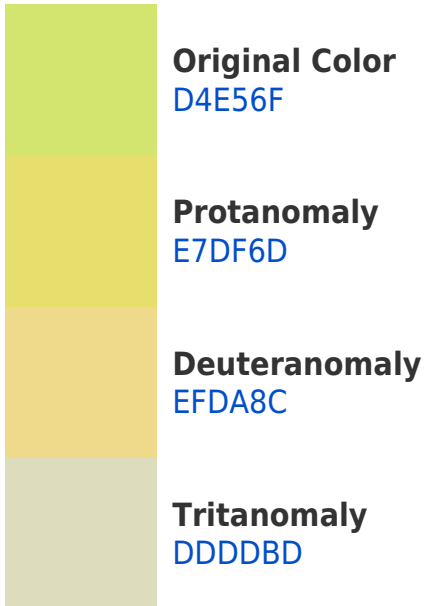 Original Color
D4E56F
Protanomaly
E7DF6D
Deuteranomaly
EFDA8C
Tritanomaly
DDDDBD